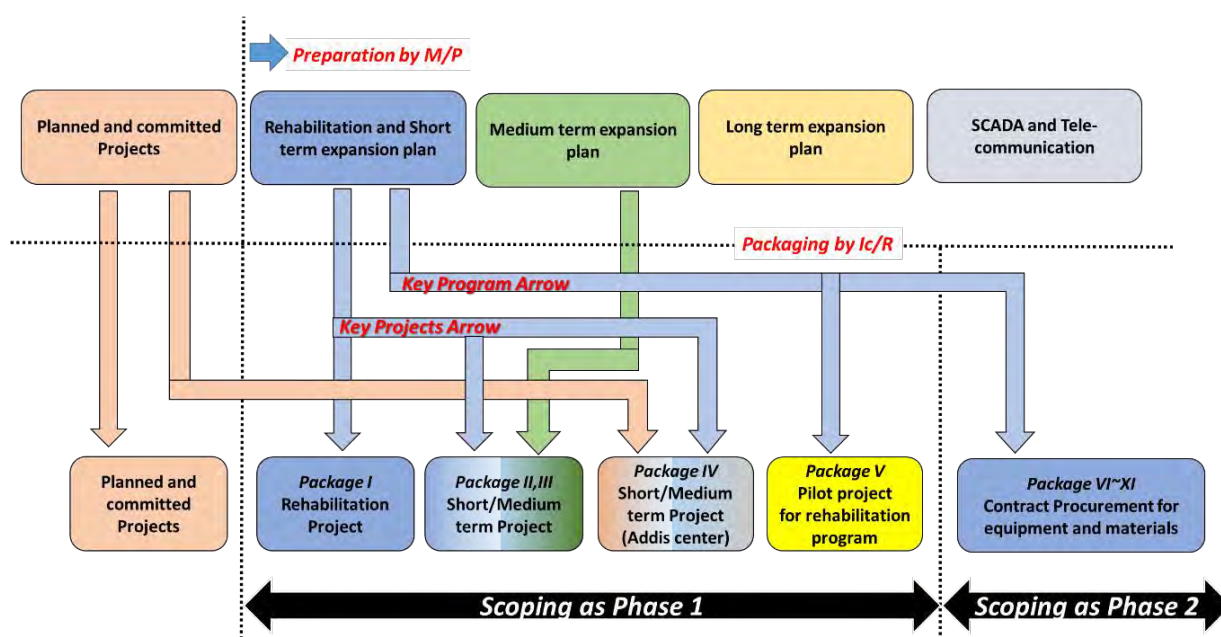 Preparation by M/P
Planned and committed
Projects
Rehabilitation and Short
term expansion plan
Medium term expansion
plan
Long term expansion
plan
SCADA and Tele-
communication
Packaging by Ic/R
Key Program Arrow
Key Projects Arrow
Planned and
committed
Projects
Package I
Rehabilitation
Project
Package II,III
Short/Medium
term Project
Package IV
Short/Medium
term Project
(Addis center)
Package V
Pilot project
for rehabilitation
program
Package VI~XI
Contract Procurement for
equipment and materials
Scoping as Phase 1
Scoping as Phase 2